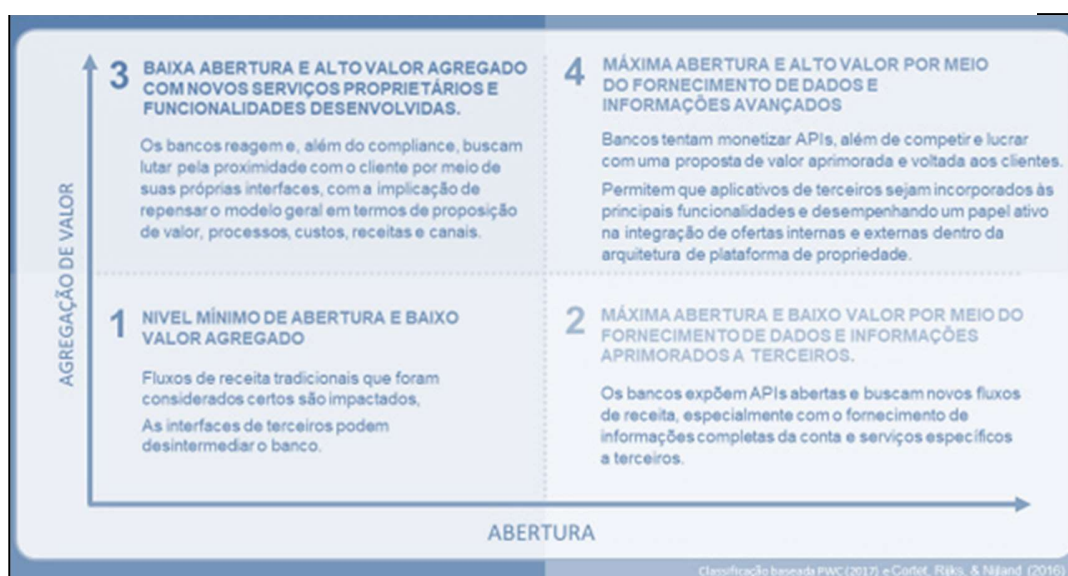 3
BAIXA ABERTURA E ALTO VALOR AGREGADO
COM NOVOS SERVIÇOS PROPRIETÁRIOS E
FUNCIONALIDADES DESENVOLVIDAS.
Os bancos reagem e, além do compliance, buscam
lutar pela proximidade com o cliente por meio de
suas próprias interfaces, com a implicação de
repensar o modelo geral em termos de proposição
de valor, processos, custos, receitas e canais.
4
MÁXIMA ABERTURA E ALTO VALOR POR MEIO
DO FORNECIMENTO DE DADOS E
INFORMAÇÕES AVANÇADOS
Bancos tentam monetizar APIs, além de competir e lucrar
com uma proposta de valor aprimorada e voltada aos clientes.
Permitem que aplicativos de terceiros sejam incorporados às
principais funcionalidades e desempenhando um papel ativo
na integração de ofertas internas e externas dentro da
arquitetura de plataforma de propriedade.
AGREGAÇÃO DE VALOR
1
NIVEL MÍNIMO DE ABERTURA E BAIXO
VALOR AGREGADO
Fluxos de receita tradicionais que foram
considerados certos são impactados,
As interfaces de terceiros podem
desintermediar o banco.
2
MÁXIMA ABERTURA E BAIXO VALOR POR MEIO DO
FORNECIMENTO DE DADOS E INFORMAÇÕES
APRIMORADOS A TERCEIROS.
Os bancos expõem APIs abertas e buscam novos fluxos
de receita, especialmente com o fornecimento de
informações completas da conta e serviços específicos
a terceiros.
ABERTURA
Classificação baseada PWC (2017) e Cortet, Rijks, & Nijland (2016)